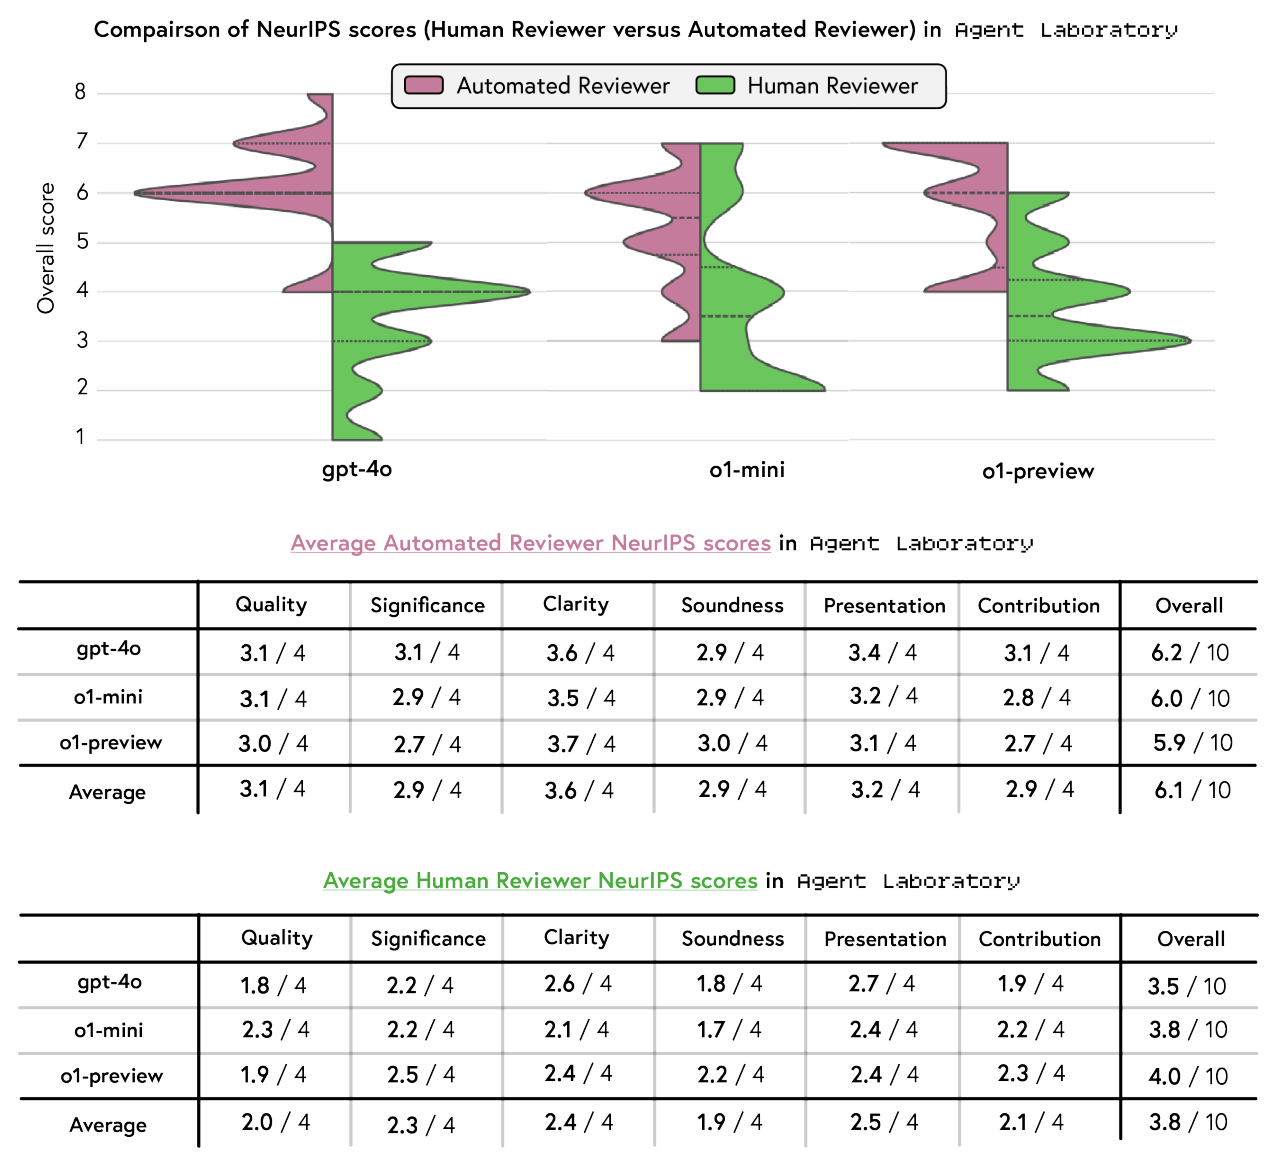 Compairson of NeurIPS scores (Human Reviewer versus Automated Reviewer) in Agent Laboratory
Automated Reviewer Human Reviewer
Overall score
8
7
6
5
4
3
2
1
gpt-4o o1-mini o1-preview
Average Automated Reviewer NeurIPS scores in Agent Laboratory
Quality Significance Clarity Soundness Presentation Contribution Overall
gpt-4o 3.1 / 4 3.1 / 4 3.6 / 4 2.9 / 4 3.4 / 4 3.1 / 4 6.2 / 10
o1-mini 3.1 / 4 2.9 / 4 3.5 / 4 2.9 / 4 3.2 / 4 2.8 / 4 6.0 / 10
o1-preview 3.0 / 4 2.7 / 4 3.7 / 4 3.0 / 4 3.1 / 4 2.7 / 4 5.9 / 10
Average 3.1 / 4 2.9 / 4 3.6 / 4 2.9 / 4 3.2 / 4 2.9 / 4 6.1 / 10
Average Human Reviewer NeurIPS scores in Agent Laboratory
Quality Significance Clarity Soundness Presentation Contribution Overall
gpt-4o 1.8 / 4 2.2 / 4 2.6 / 4 1.8 / 4 2.7 / 4 1.9 / 4 3.5 / 10
o1-mini 2.3 / 4 2.2 / 4 2.1 / 4 1.7 / 4 2.4 / 4 2.2 / 4 3.8 / 10
o1-preview 1.9 / 4 2.5 / 4 2.4 / 4 2.2 / 4 2.4 / 4 2.3 / 4 4.0 / 10
Average 2.0 / 4 2.3 / 4 2.4 / 4 1.9 / 4 2.5 / 4 2.1 / 4 3.8 / 10